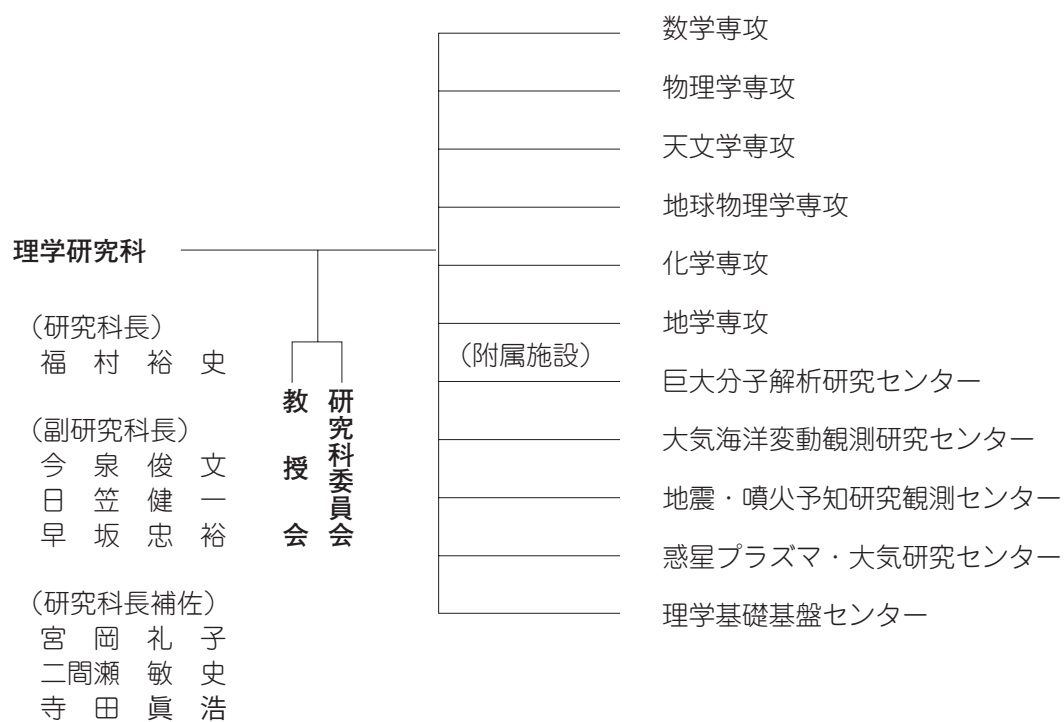 理学研究科
（研究科長）
福　村　裕　史
（副研究科長）
今　泉　俊　文
日　笠　健　一
早　坂　忠　裕
（研究科長補佐）
宮　岡　礼　子
二間瀬　敏　史
寺　田　眞　浩
教　授　会
研究科委員会
数学専攻
物理学専攻
天文学専攻
地球物理学専攻
化学専攻
地学専攻
（附属施設）
巨大分子解析研究センター
大気海洋変動観測研究センター
地震・噴火予知研究観測センター
惑星プラズマ・大気研究センター
理学基礎基盤センター